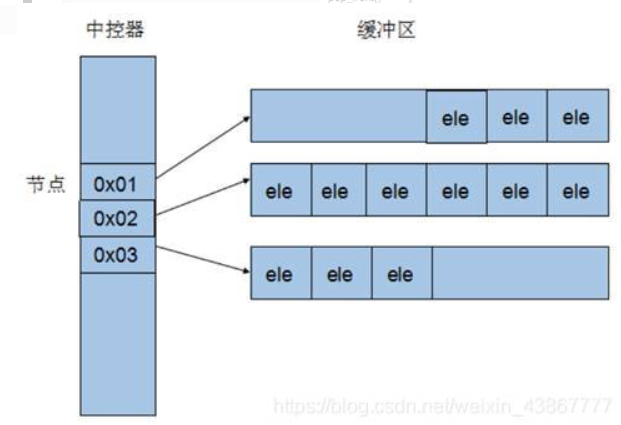 中控器 缓冲区
ele ele ele
节点 0x01
ele ele ele ele ele ele
0x02
0x03
ele ele ele
https://blog.csdn.net/weixin_43867777